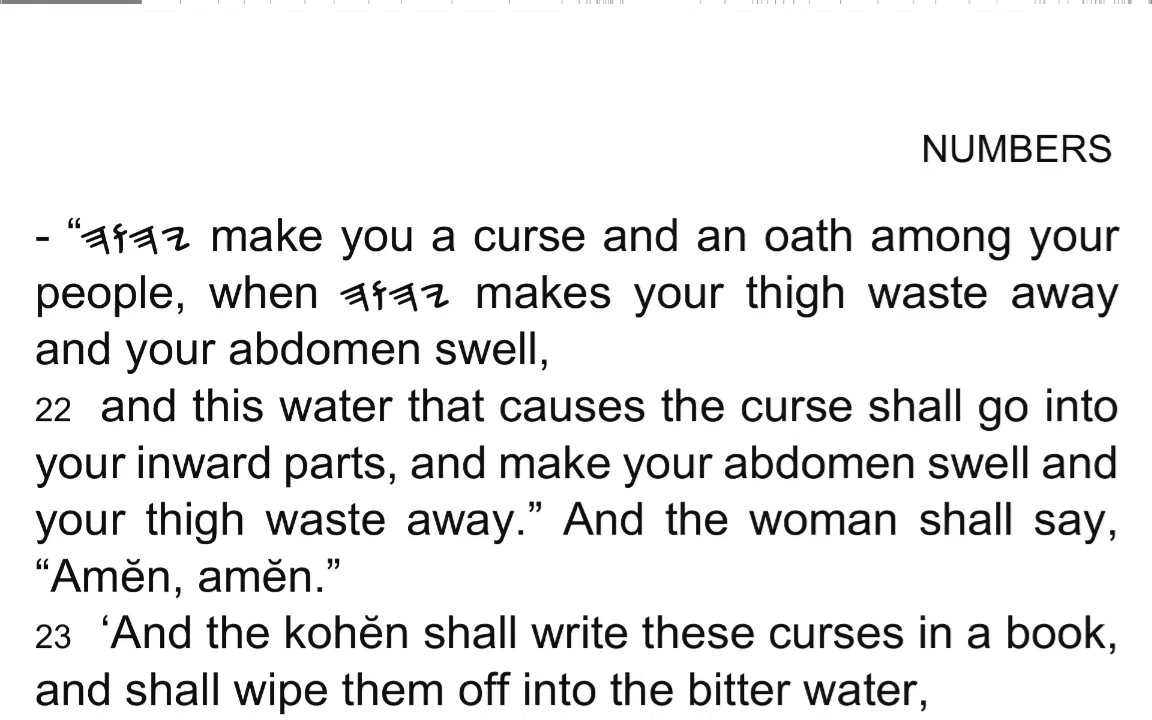 NUMBERS
- “𐤉𐤄𐤅𐤄 make you a curse and an oath among your
people, when 𐤉𐤄𐤅𐤄 makes your thigh waste away
and your abdomen swell,
22 and this water that causes the curse shall go into
your inward parts, and make your abdomen swell and
your thigh waste away.” And the woman shall say,
“Amĕn, amĕn.”
23 ‘And the kohĕn shall write these curses in a book,
and shall wipe them off into the bitter water,